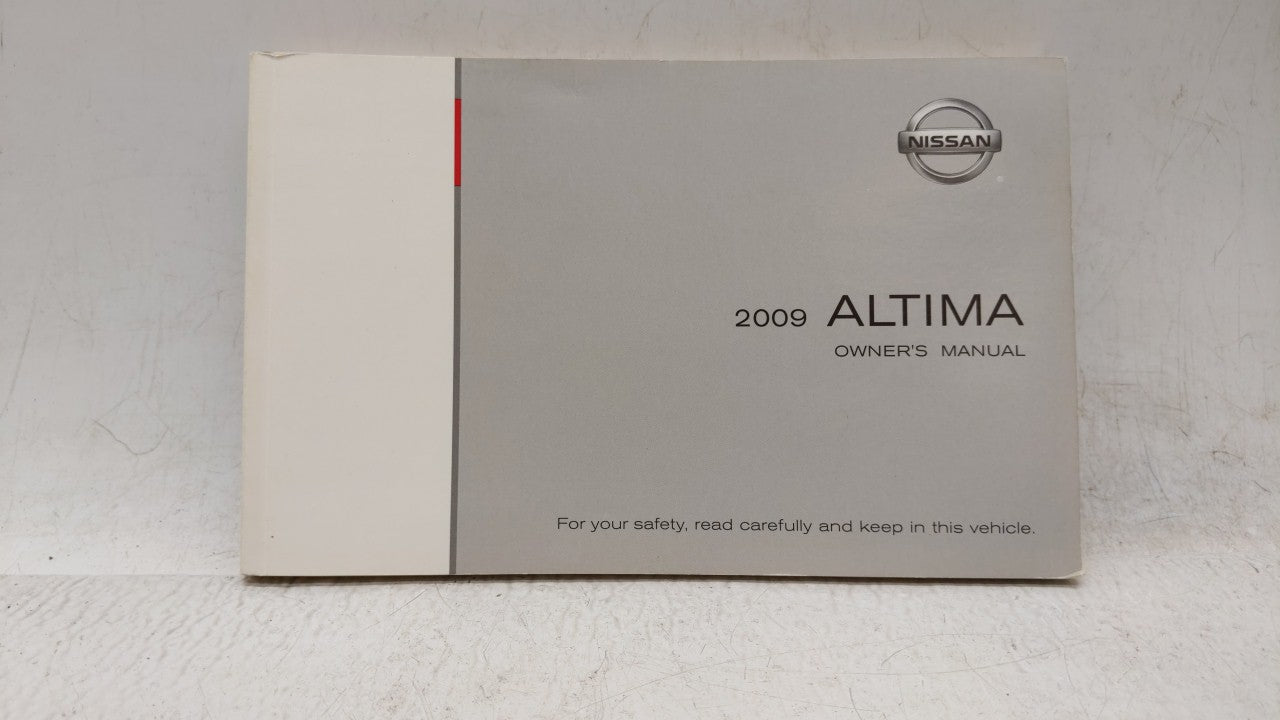 NISSAN
2009 ALTIMA
OWNER'S MANUAL
For your safety, read carefully and keep in this vehicle.